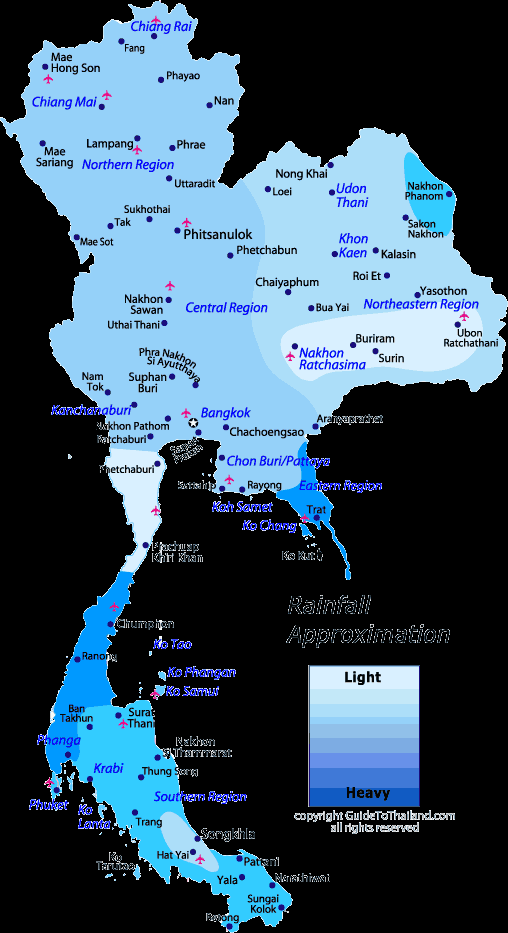 Chiang Rai
Fang
Mae
Hong Son
Phayao
Chiang Mai
Nan
Lampang
Phrae
Mae
Sariang
Northern Region
Uttaradit
Nong Khai
Loei
Udon
Thani
Nakhon
Phanom
Sakon
Nakhon
Sukhothai
Tak
Phitsanulok
Mae Sot
Phetchabun
Khon
Kaen
Kalasin
Roi Et
Chaiyaphum
Yasothon
Nakhon
Sawan
Central Region
Bua Yai
Northeastern Region
Uthai Thani
Ubon
Ratchathani
Buriram
Surin
Nakhon
Ratchasima
Phra Nakhon
Si Ayutthaya
Nam
Tok
Suphan
Buri
Kanchanaburi
Bangkok
Nakhon Pathom
Ratchaburi
Chachoengsao
Aranyaprathet
Samut
Prakan
Phetchaburi
Chon Buri/Pattaya
Sattahip
Rayong
Eastern Region
Koh Samet
Trat
Ko Chang
Ko Kut
Prachuap
Khiri Khan
Rainfall
Approximation
Chumphon
Ko Tao
Ranong
Ko Phangan
Ko Samui
Light
Ban
Takhun
Surat
Thani
Phanga
Nakhon
Si Thammarat
Krabi
Thung Song
Phuket
Ko
Lanta
Southern Region
Heavy
Trang
copyright GuideToThailand.com
all rights reserved
Songkhla
Ko
Tarutao
Hat Yai
Pattani
Yala
Narathiwat
Sungai
Kolok
Betong